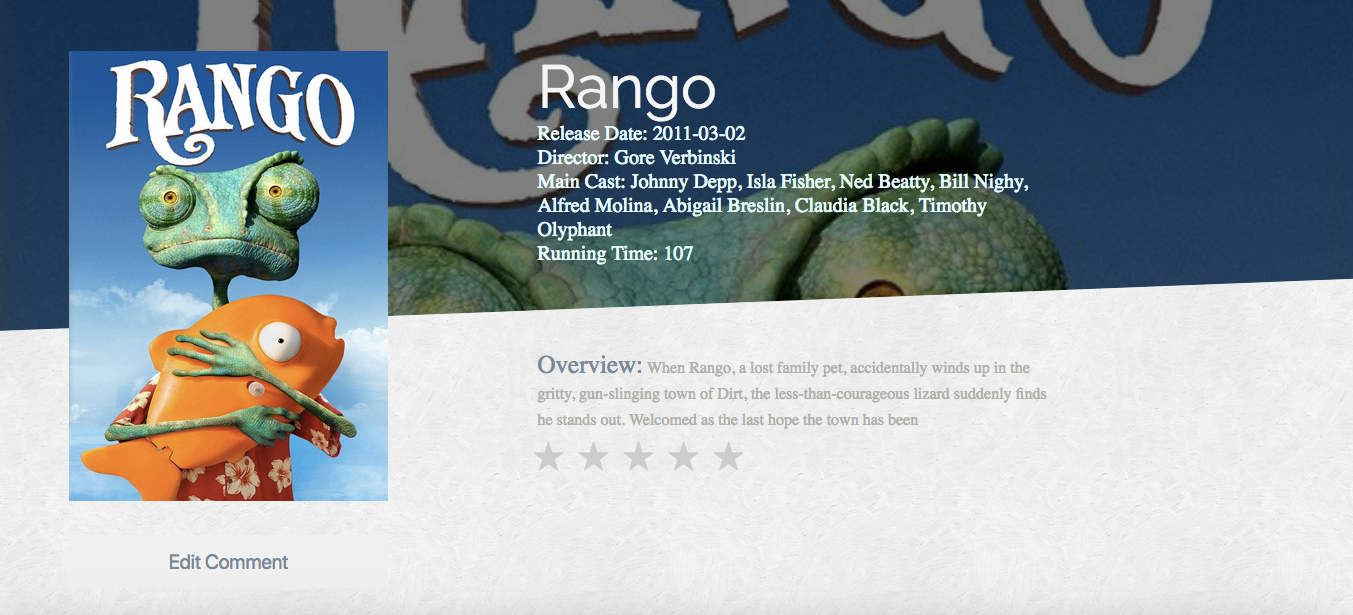 RANGO
Rango
Release Date: 2011-03-02
Director: Gore Verbinski
Main Cast: Johnny Depp, Isla Fisher, Ned Beatty, Bill Nighy,
Alfred Molina, Abigail Breslin, Claudia Black, Timothy
Olyphant
Running Time: 107
Overview: When Rango, a lost family pet, accidentally winds up in the
gritty, gun-slinging town of Dirt, the less-than-courageous lizard suddenly finds
he stands out. Welcomed as the last hope the town has been
Edit Comment